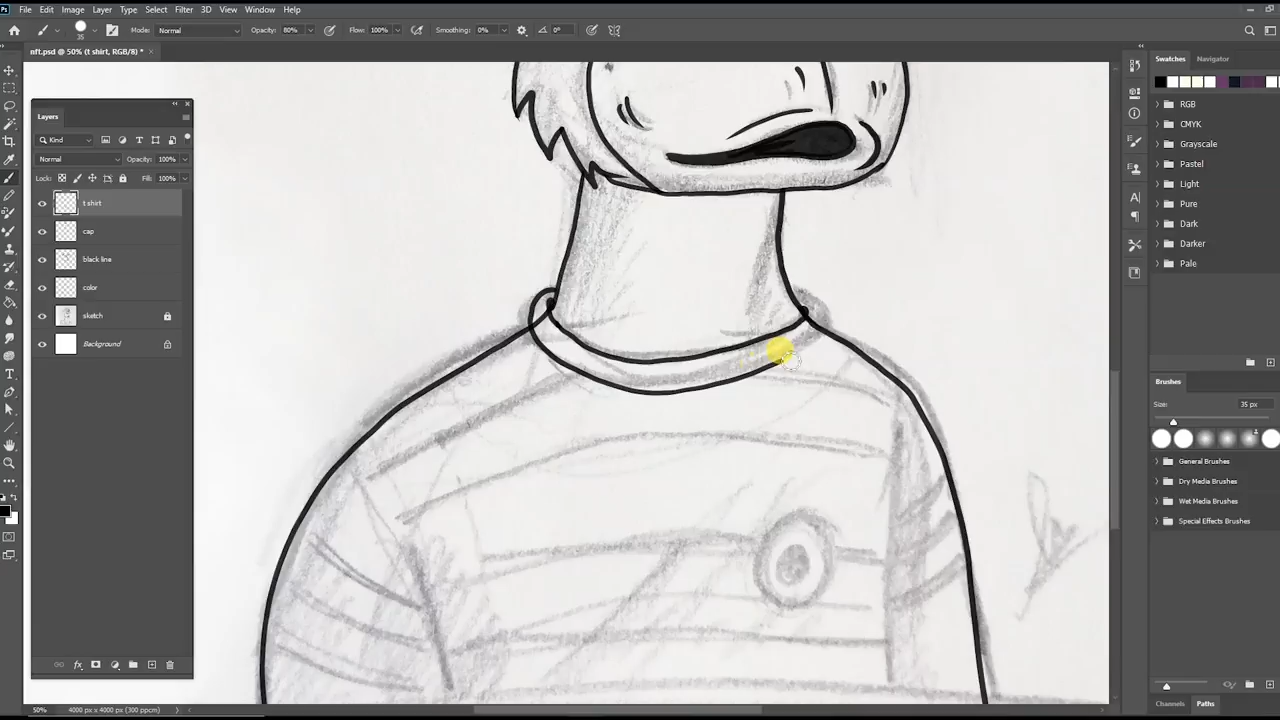 File Edit Image Layer Type Select Filter 3D View Window Help
35 Mode: Normal Opacity: 80% Flow: 100% Smoothing: 0% 0°
nft.psd @ 50% (t shirt, RGB/8) *
Layers
Kind
Normal Opacity: 100%
Lock: Fill: 100%
t shirt
cap
black line
color
sketch
Background
Swatches Navigator
RGB
CMYK
Grayscale
Pastel
Light
Pure
Dark
Darker
Pale
Brushes
Size: 35 px
General Brushes
Dry Media Brushes
Wet Media Brushes
Special Effects Brushes
Channels Paths
50% 4000 px x 4000 px (300 ppcm)